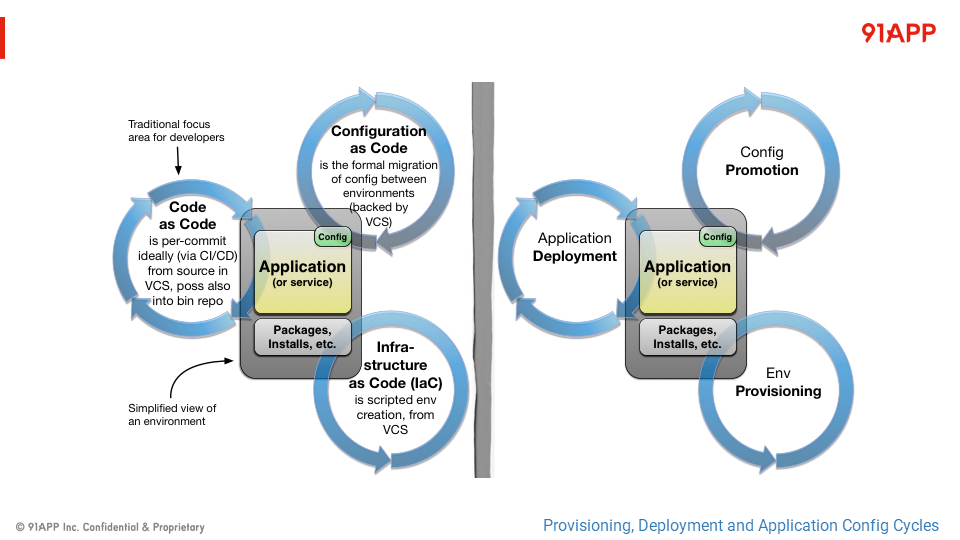 91APP
Traditional focus
area for developers
Configuration
as Code
is the formal migration
of config between
environments
(backed by
VCS)
Code
as Code
is per-commit
ideally (via CI/CD)
from source in
VCS, poss also
into bin repo
Config
Application
(or service)
Packages,
Installs, etc.
Infra-
structure
as Code (IaC)
is scripted env
creation, from
VCS
Simplified view of
an environment
Config
Promotion
Application
Deployment
Config
Application
(or service)
Packages,
Installs, etc.
Env
Provisioning
© 91APP Inc. Confidential & Proprietary
Provisioning, Deployment and Application Config Cycles